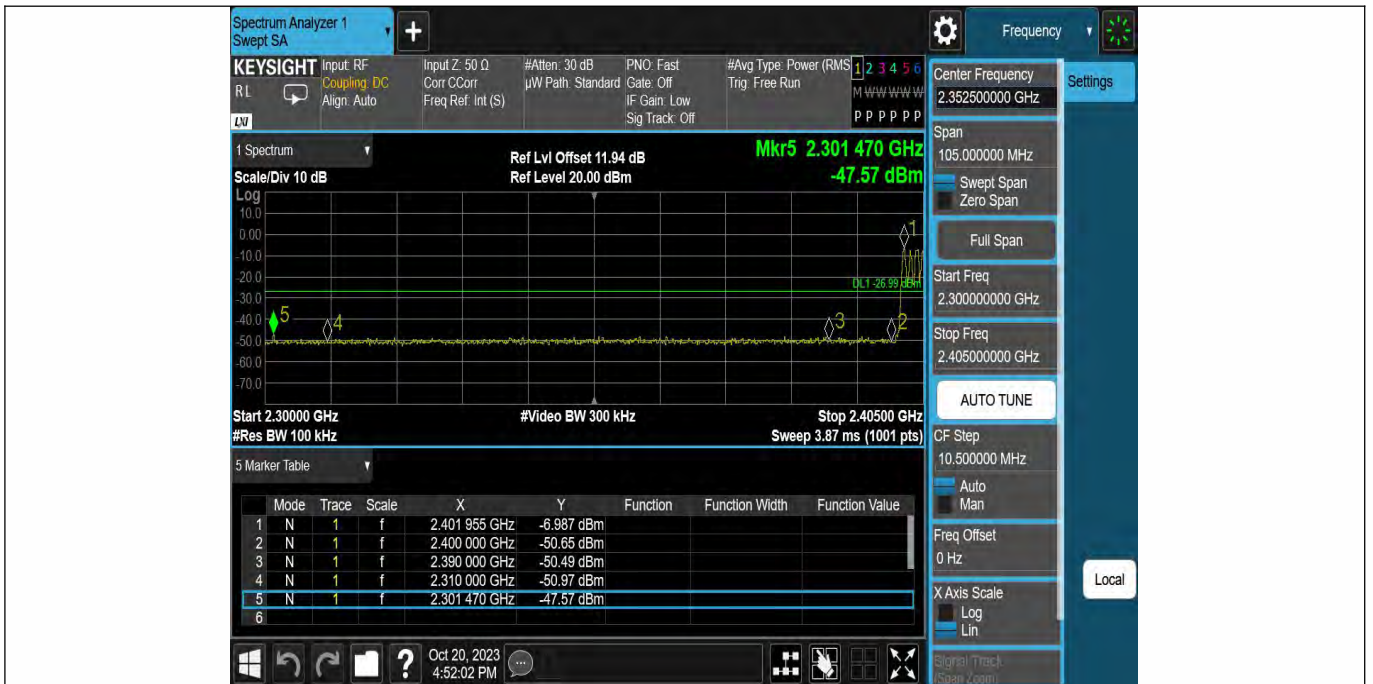 Spectrum Analyzer 1
Swept SA
+
Frequency
KEYSIGHT
R L
LXI
Input: RF
Coupling: DC
Align: Auto
Input Z: 50 Ω
Corr CCorr
Freq Ref: Int (S)
#Atten: 30 dB
µW Path: Standard
PNO: Fast
Gate: Off
IF Gain: Low
Sig Track: Off
#Avg Type: Power (RMS
Trig: Free Run
1 2 3 4 5 6
M W W W W W
P P P P P P
1 Spectrum
Scale/Div 10 dB
Ref Lvl Offset 11.94 dB
Ref Level 20.00 dBm
Mkr5 2.301 470 GHz
-47.57 dBm
Log
10.0
0.00
-10.0
-20.0
-30.0
-40.0
-50.0
-60.0
-70.0
1
DL1 -26.99 dBm
5
4
3
2
Start 2.30000 GHz
#Res BW 100 kHz
#Video BW 300 kHz
Stop 2.40500 GHz
Sweep 3.87 ms (1001 pts)
5 Marker Table
Mode Trace Scale X Y Function Function Width Function Value
1 N 1 f 2.401 955 GHz -6.987 dBm
2 N 1 f 2.400 000 GHz -50.65 dBm
3 N 1 f 2.390 000 GHz -50.49 dBm
4 N 1 f 2.310 000 GHz -50.97 dBm
5 N 1 f 2.301 470 GHz -47.57 dBm
6
?
Oct 20, 2023
4:52:02 PM
Center Frequency
2.352500000 GHz
Settings
Span
105.000000 MHz
Swept Span
Zero Span
Full Span
Start Freq
2.300000000 GHz
Stop Freq
2.405000000 GHz
AUTO TUNE
CF Step
10.500000 MHz
Auto
Man
Freq Offset
0 Hz
Local
X Axis Scale
Log
Lin
Signal Track
(Span Zoom)